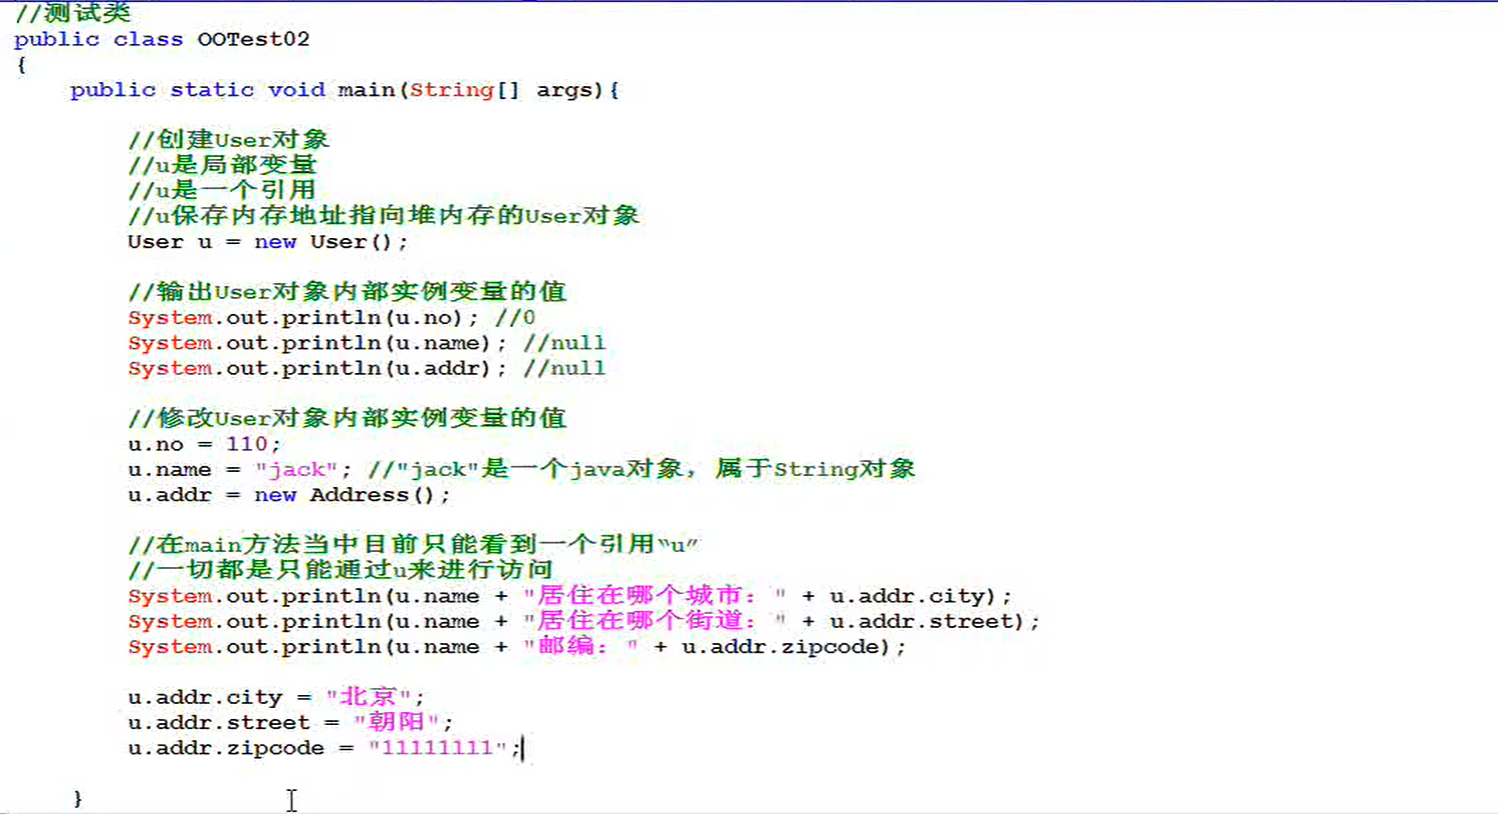 //测试类
public class OOTest02
{
public static void main(String[] args){
//创建User对象
//u是局部变量
//u是一个引用
//u保存内存地址指向堆内存的User对象
User u = new User();
//输出User对象内部实例变量的值
System.out.println(u.no); //0
System.out.println(u.name); //null
System.out.println(u.addr); //null
//修改User对象内部实例变量的值
u.no = 110;
u.name = "jack"; //"jack"是一个java对象，属于String对象
u.addr = new Address();
//在main方法当中目前只能看到一个引用“u”
//一切都是只能通过u来进行访问
System.out.println(u.name + "居住在哪个城市：" + u.addr.city);
System.out.println(u.name + "居住在哪个街道：" + u.addr.street);
System.out.println(u.name + "邮编：" + u.addr.zipcode);
u.addr.city = "北京";
u.addr.street = "朝阳";
u.addr.zipcode = "11111111";
}